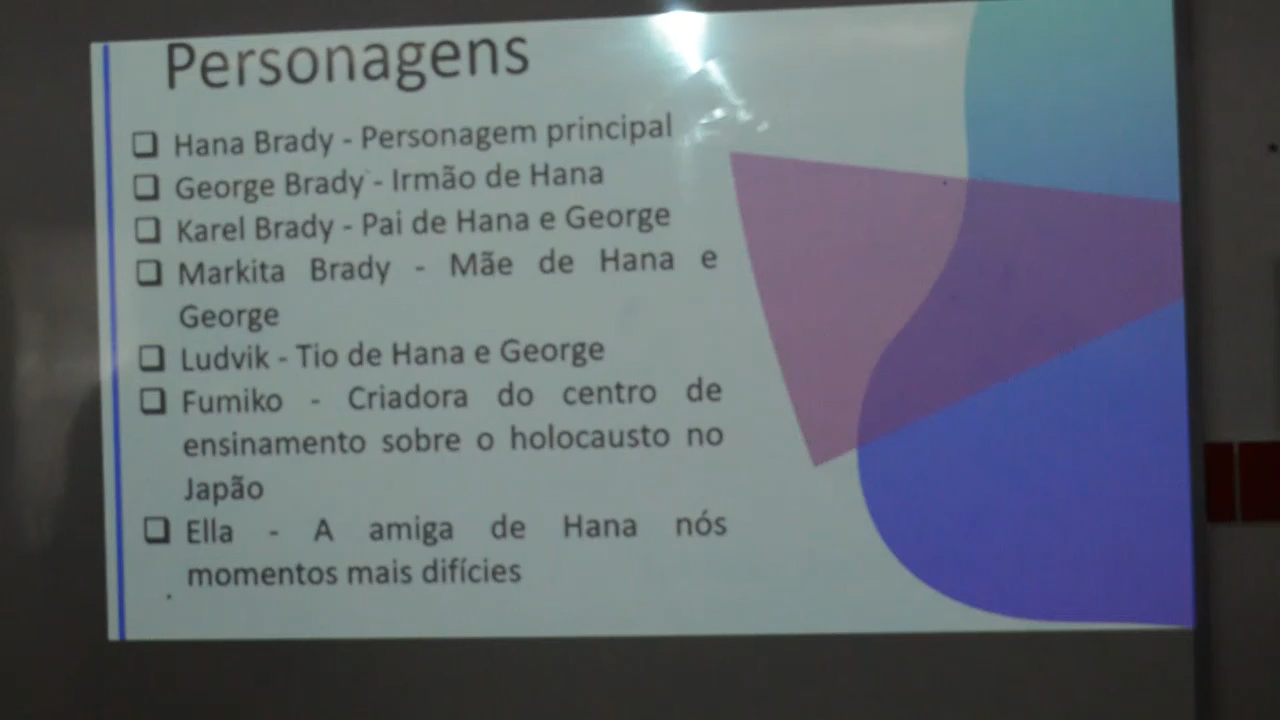 Personagens
❑ Hana Brady - Personagem principal
❑ George Brady - Irmão de Hana
❑ Karel Brady - Pai de Hana e George
❑ Markita Brady - Mãe de Hana e
George
❑ Ludvik - Tio de Hana e George
❑ Fumiko - Criadora do centro de
ensinamento sobre o holocausto no
Japão
❑ Ella - A amiga de Hana nós
momentos mais difícies